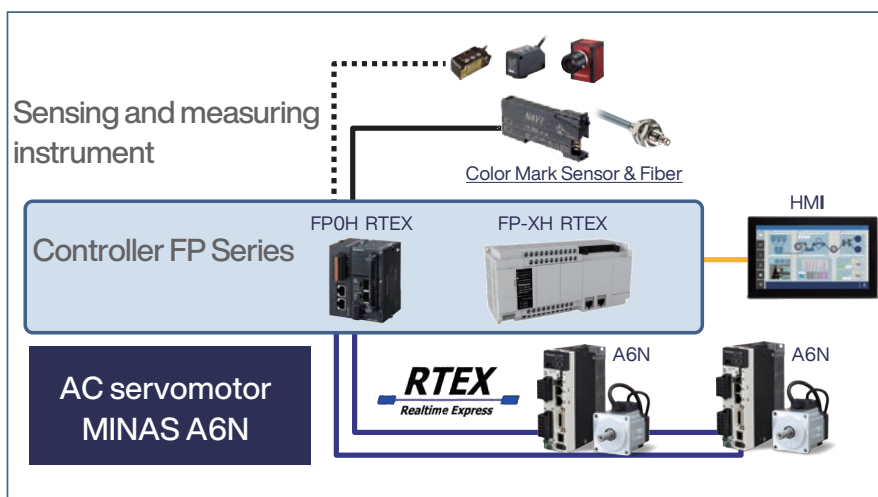 Sensing and measuring
instrument
NAVI
Color Mark Sensor & Fiber
HMI
FP0H RTEX
FP-XH RTEX
Controller FP Series
AC servomotor
MINAS A6N
RTEX
Realtime Express
A6N
A6N